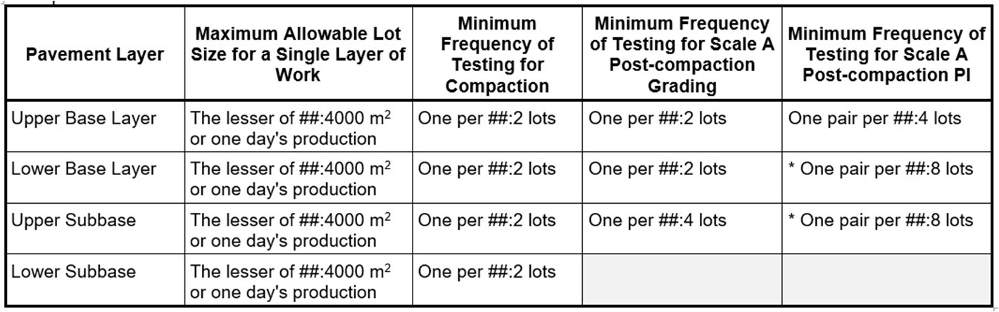 Pavement Layer
Maximum Allowable Lot
Size for a Single Layer of
Work
Minimum
Frequency of
Testing for
Compaction
Minimum Frequency
of Testing for Scale A
Post-compaction
Grading
Minimum Frequency of
Testing for Scale A
Post-compaction PI
Upper Base Layer
The lesser of ##:4000 m²
or one day's production
One per ##:2 lots
One per ##:2 lots
One pair per ##:4 lots
Lower Base Layer
The lesser of ##:4000 m²
or one day's production
One per ##:2 lots
One per ##:2 lots
* One pair per ##:8 lots
Upper Subbase
The lesser of ##:4000 m²
or one day's production
One per ##:2 lots
One per ##:4 lots
* One pair per ##:8 lots
Lower Subbase
The lesser of ##:4000 m²
or one day's production
One per ##:2 lots